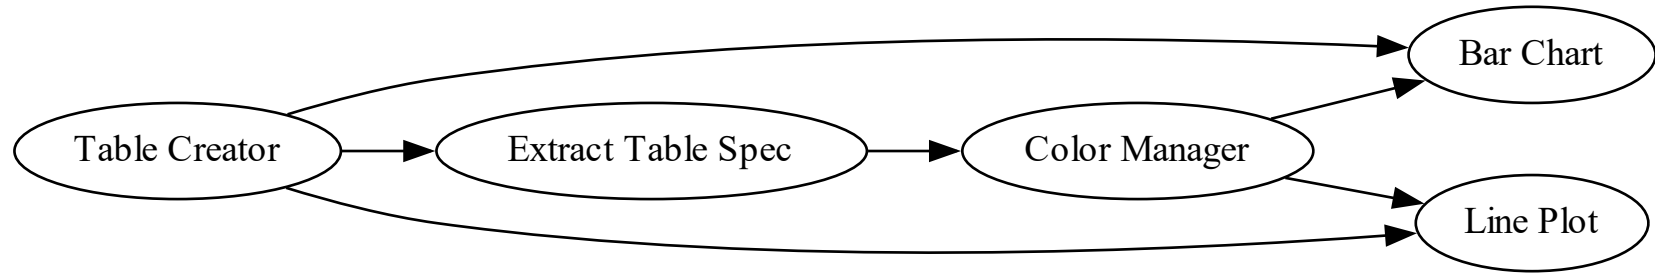 Bar Chart
Table Creator
Extract Table Spec
Color Manager
Line Plot